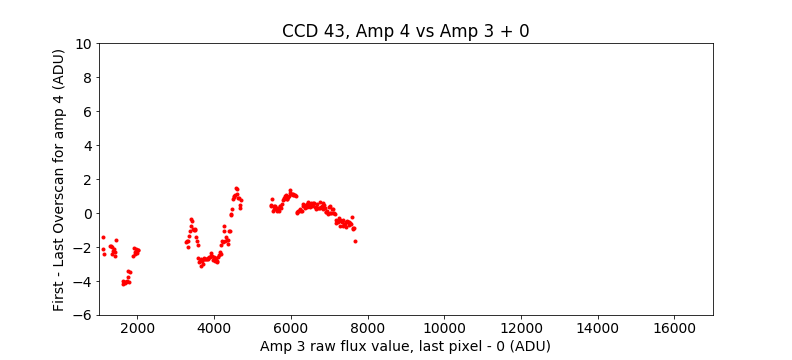 CCD 43, Amp 4 vs Amp 3 + 0
First - Last Overscan for amp 4 (ADU)
10
8
6
4
2
0
−2
−4
−6
2000 4000 6000 8000 10000 12000 14000 16000
Amp 3 raw flux value, last pixel - 0 (ADU)